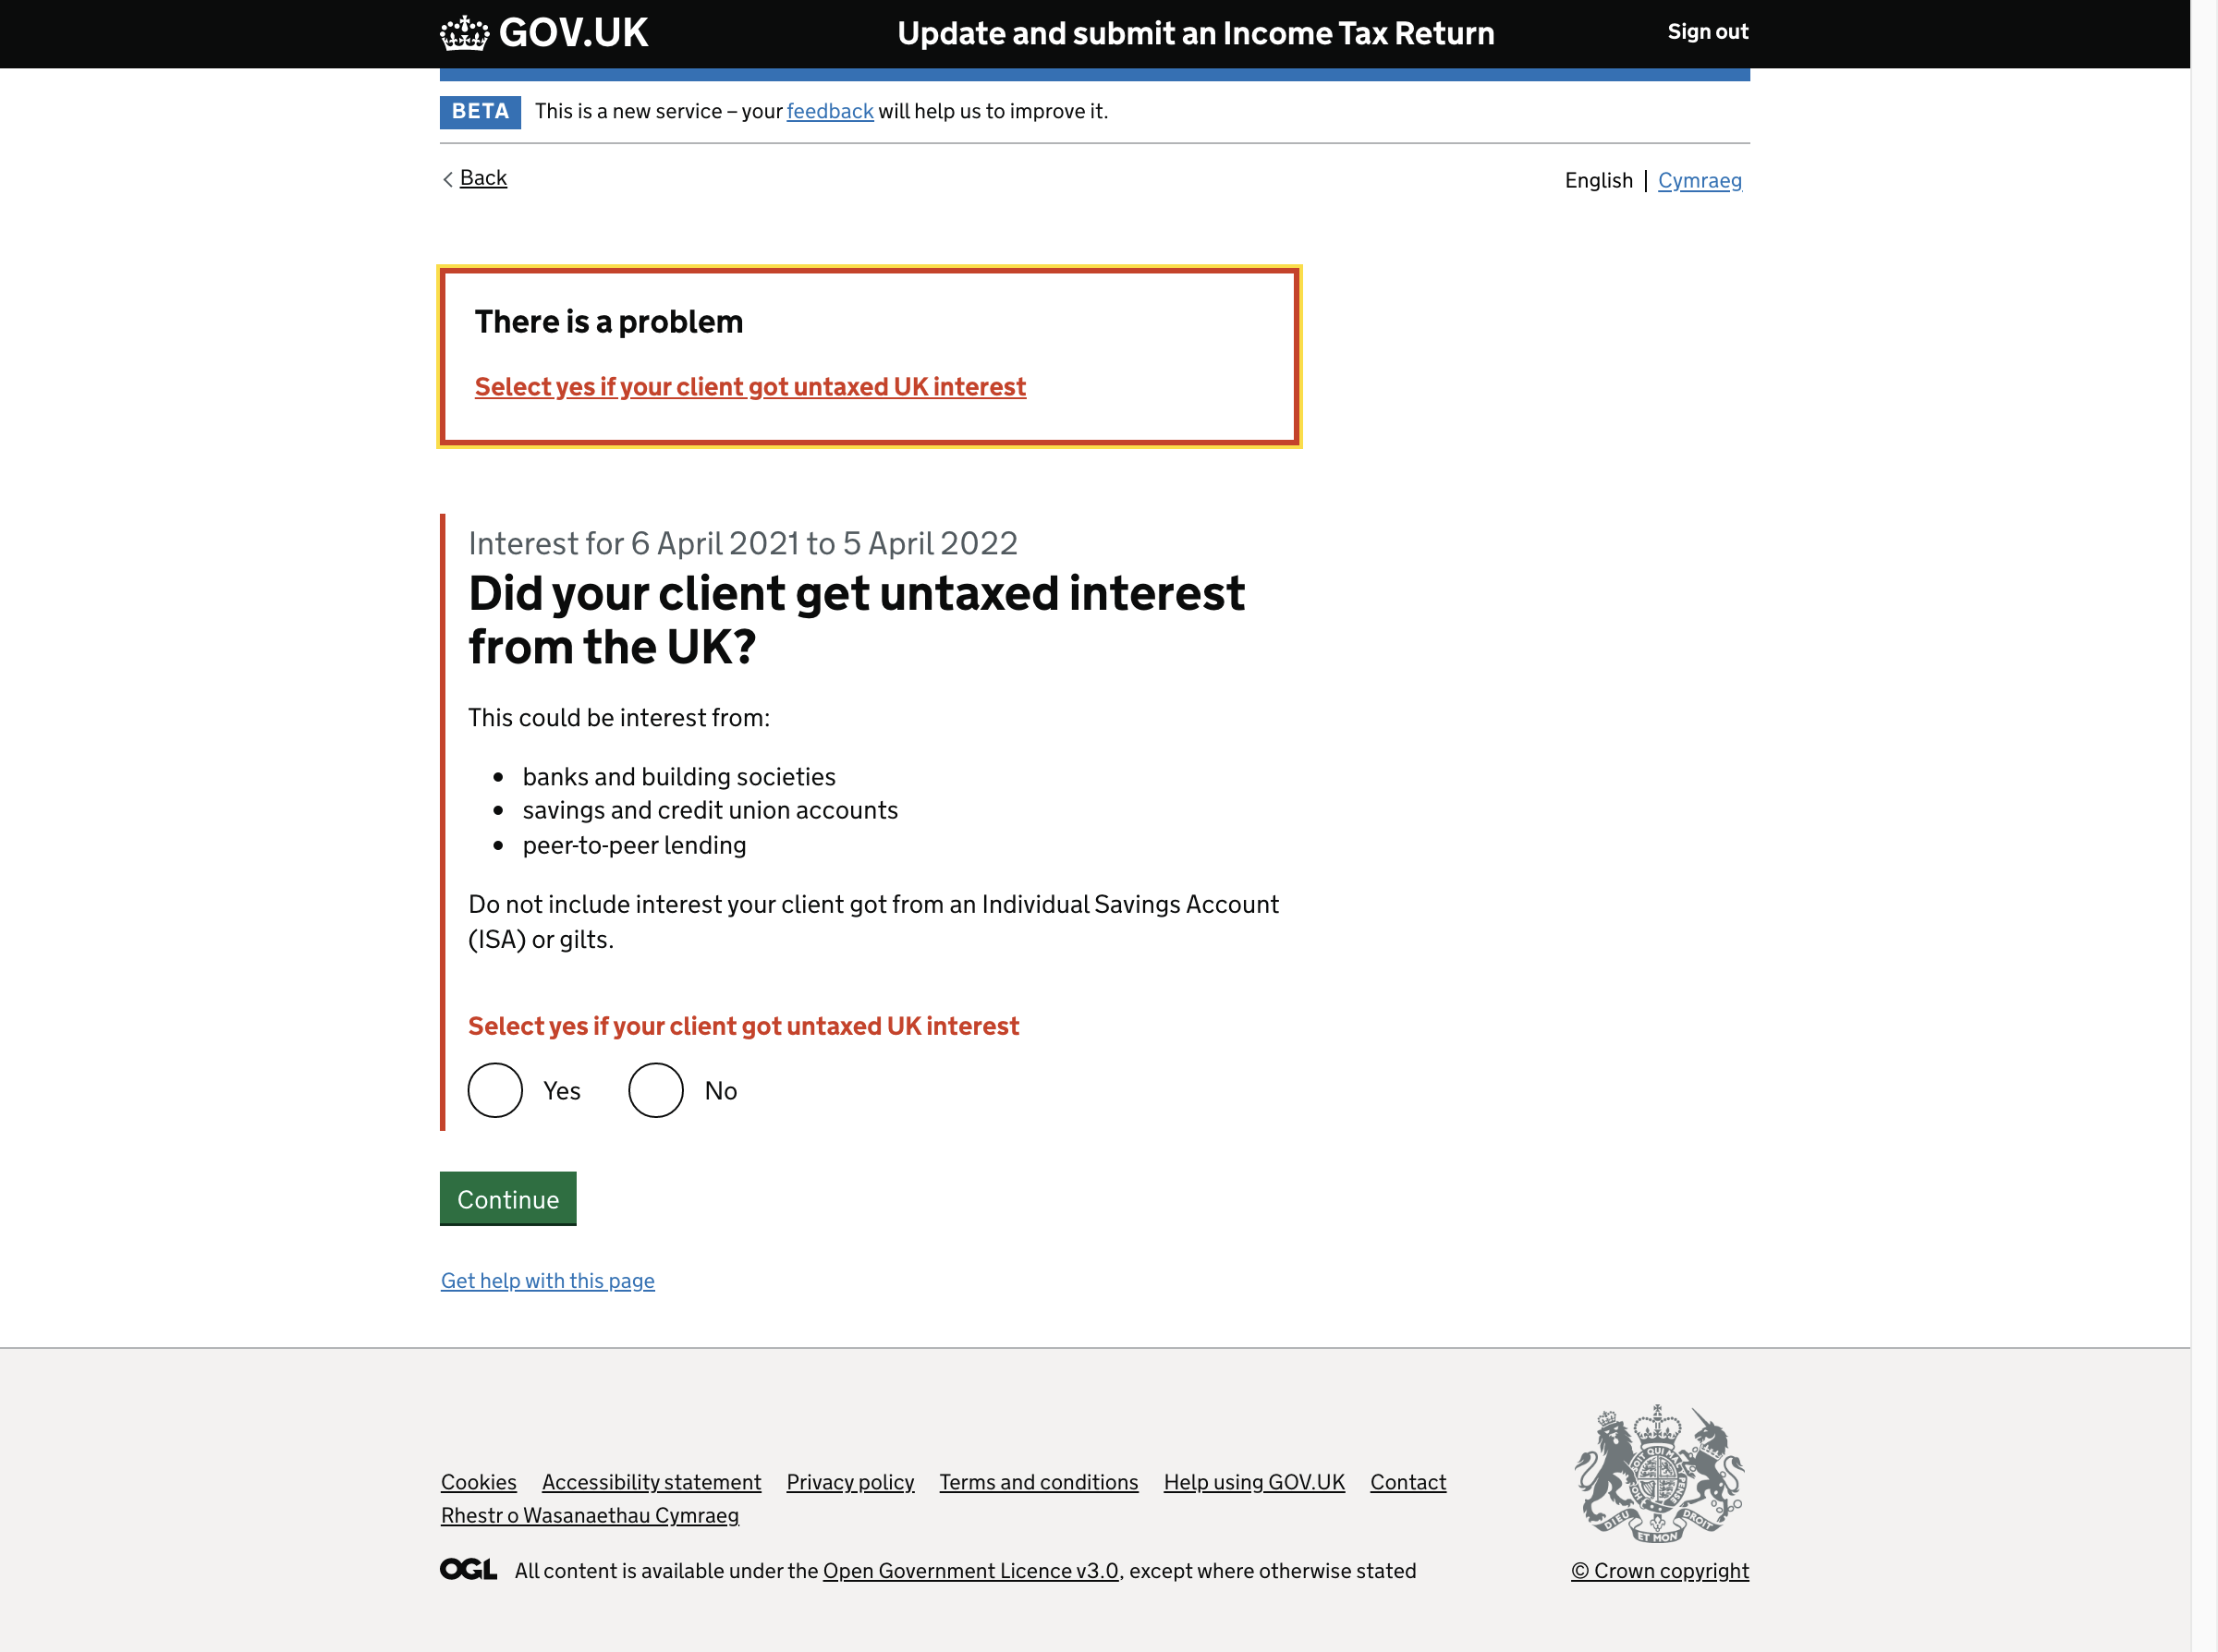 GOV.UK
Update and submit an Income Tax Return
Sign out
BETA
This is a new service – your feedback will help us to improve it.
Back
English
Cymraeg
There is a problem
Select yes if your client got untaxed UK interest
Interest for 6 April 2021 to 5 April 2022
Did your client get untaxed interest
from the UK?
This could be interest from:
banks and building societies
savings and credit union accounts
peer-to-peer lending
Do not include interest your client got from an Individual Savings Account
(ISA) or gilts.
Select yes if your client got untaxed UK interest
Yes
No
Continue
Get help with this page
Cookies Accessibility statement Privacy policy Terms and conditions Help using GOV.UK Contact
Rhestr o Wasanaethau Cymraeg
DIEU ET MON DROIT
OGL
All content is available under the Open Government Licence v3.0, except where otherwise stated
© Crown copyright